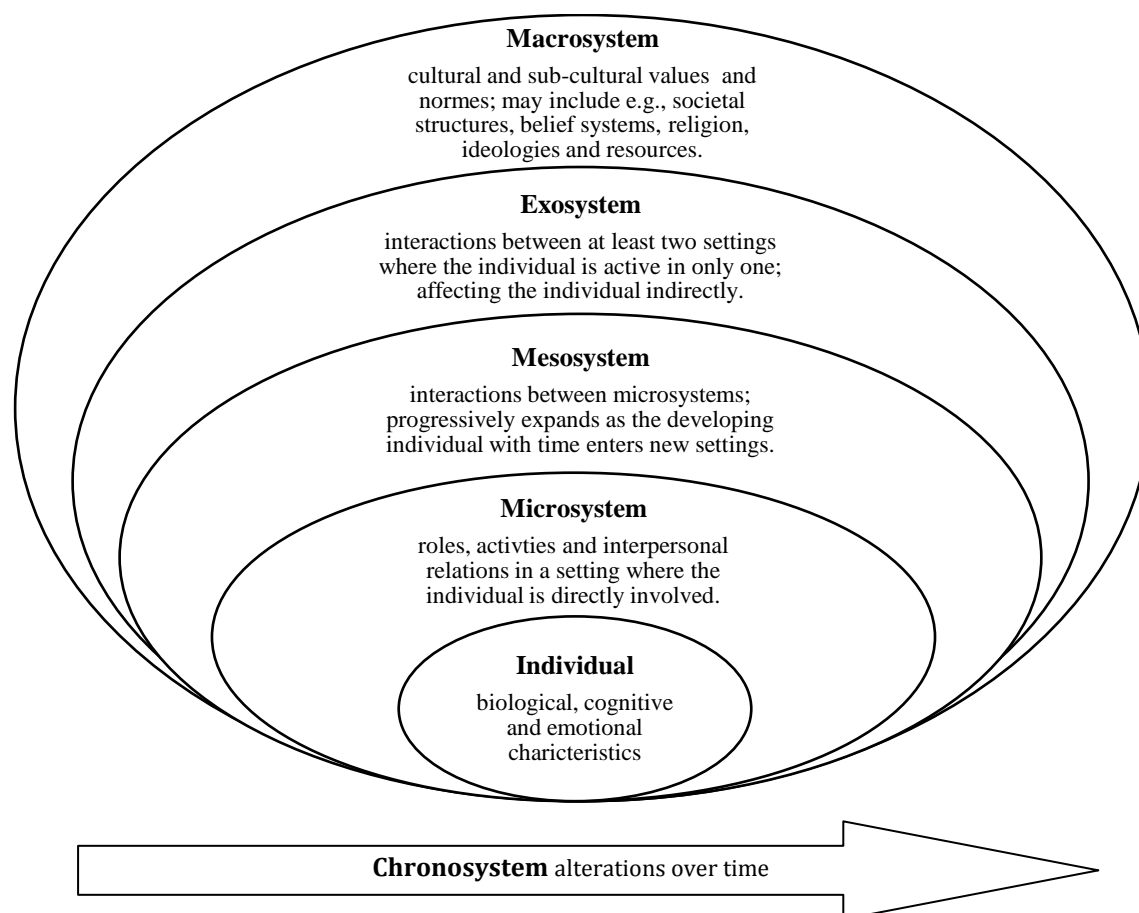 Macrosystem
cultural and sub-cultural values and
normes; may include e.g., societal
structures, belief systems, religion,
ideologies and resources.
Exosystem
interactions between at least two settings
where the individual is active in only one;
affecting the individual indirectly.
Mesosystem
interactions between microsystems;
progressively expands as the developing
individual with time enters new settings.
Microsystem
roles, activties and interpersonal
relations in a setting where the
individual is directly involved.
Individual
biological, cognitive
and emotional
charicteristics
Chronosystem alterations over time